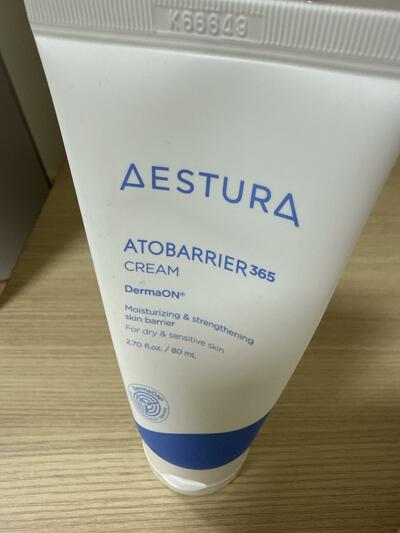 K66649
AESTURA
ATOBARRIER365
CREAM
DermaON®
Moisturizing & strengthening
skin barrier
For dry & sensitive skin
2.70 fl.oz. / 80 mL
DermaON®